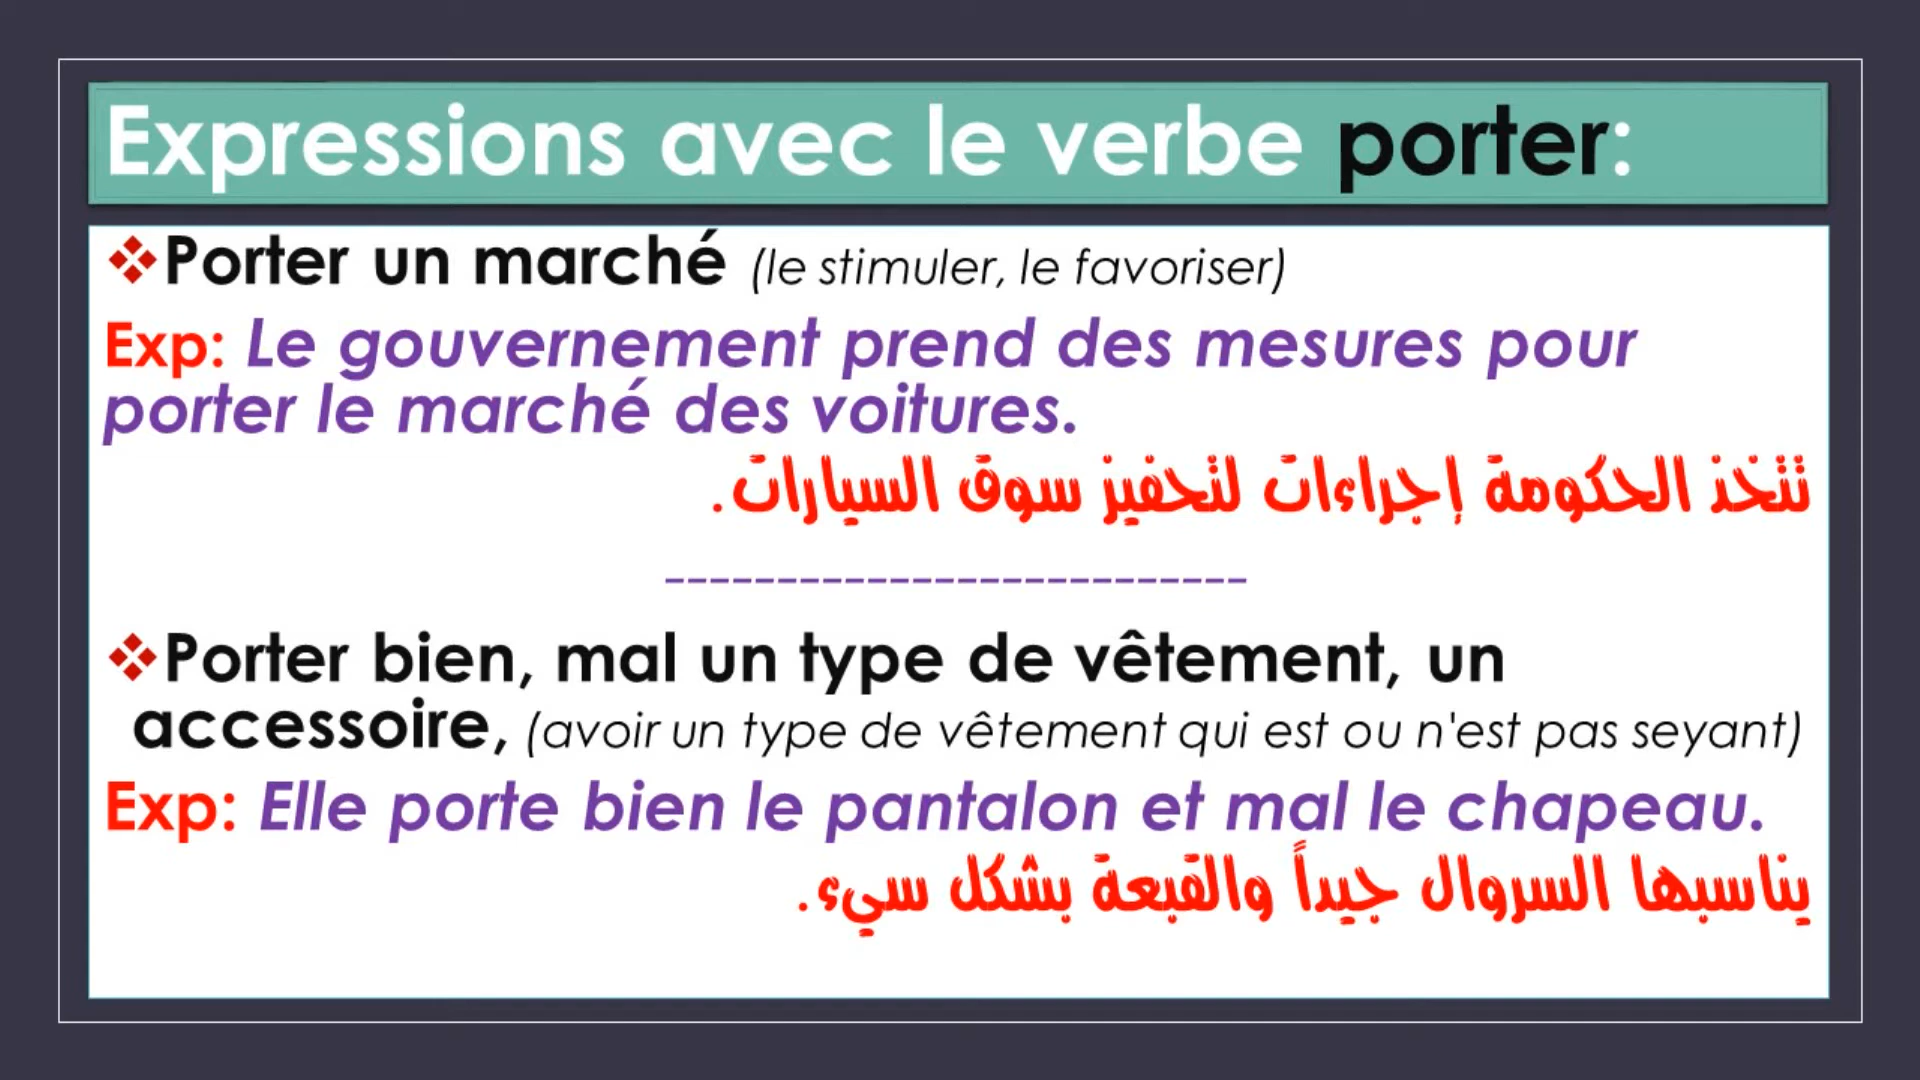 Expressions avec le verbe porter:
❖Porter un marché (le stimuler, le favoriser)
Exp: Le gouvernement prend des mesures pour
porter le marché des voitures.
تتخذ الحكومة إجراءات لتحفيز سوق السيارات.
--------------------------
❖Porter bien, mal un type de vêtement, un
accessoire, (avoir un type de vêtement qui est ou n'est pas seyant)
Exp: Elle porte bien le pantalon et mal le chapeau.
يناسبها السروال جيداً والقبعة بشكل سيء.